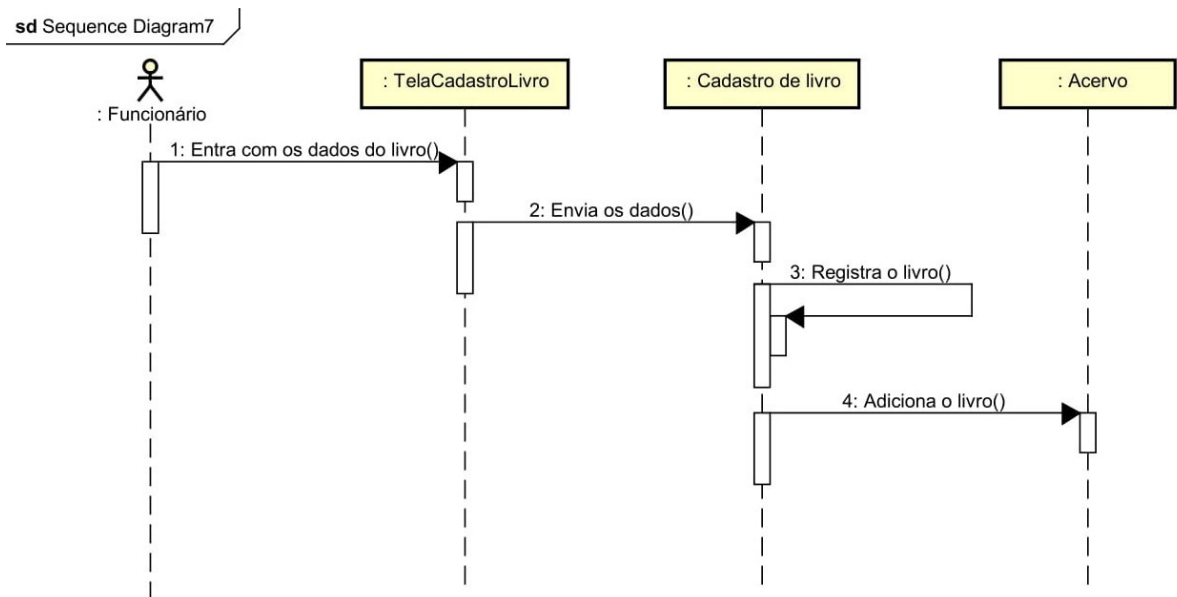 sd Sequence Diagram7
: Funcionário
: TelaCadastroLivro
: Cadastro de livro
: Acervo
1: Entra com os dados do livro()
2: Envia os dados()
3: Registra o livro()
4: Adiciona o livro()